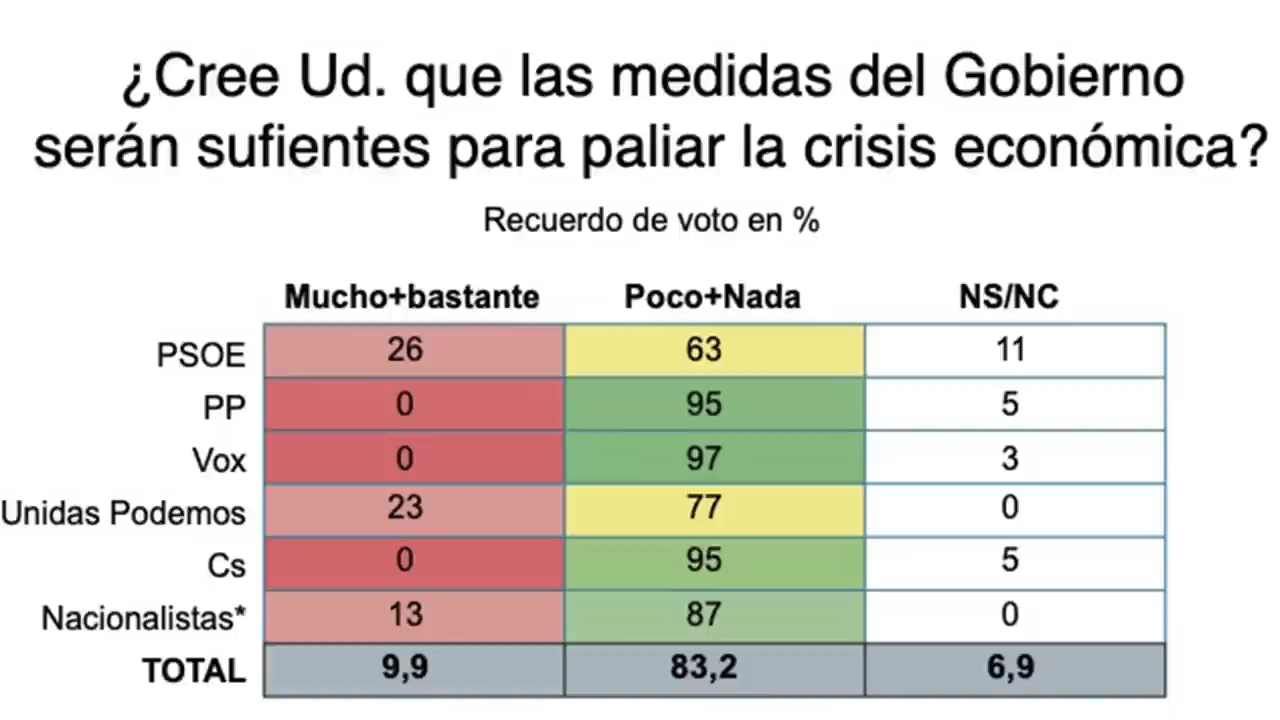 ¿Cree Ud. que las medidas del Gobierno
serán sufientes para paliar la crisis económica?
Recuerdo de voto en %
Mucho+bastante Poco+Nada NS/NC
PSOE 26 63 11
PP 0 95 5
Vox 0 97 3
Unidas Podemos 23 77 0
Cs 0 95 5
Nacionalistas* 13 87 0
TOTAL 9,9 83,2 6,9